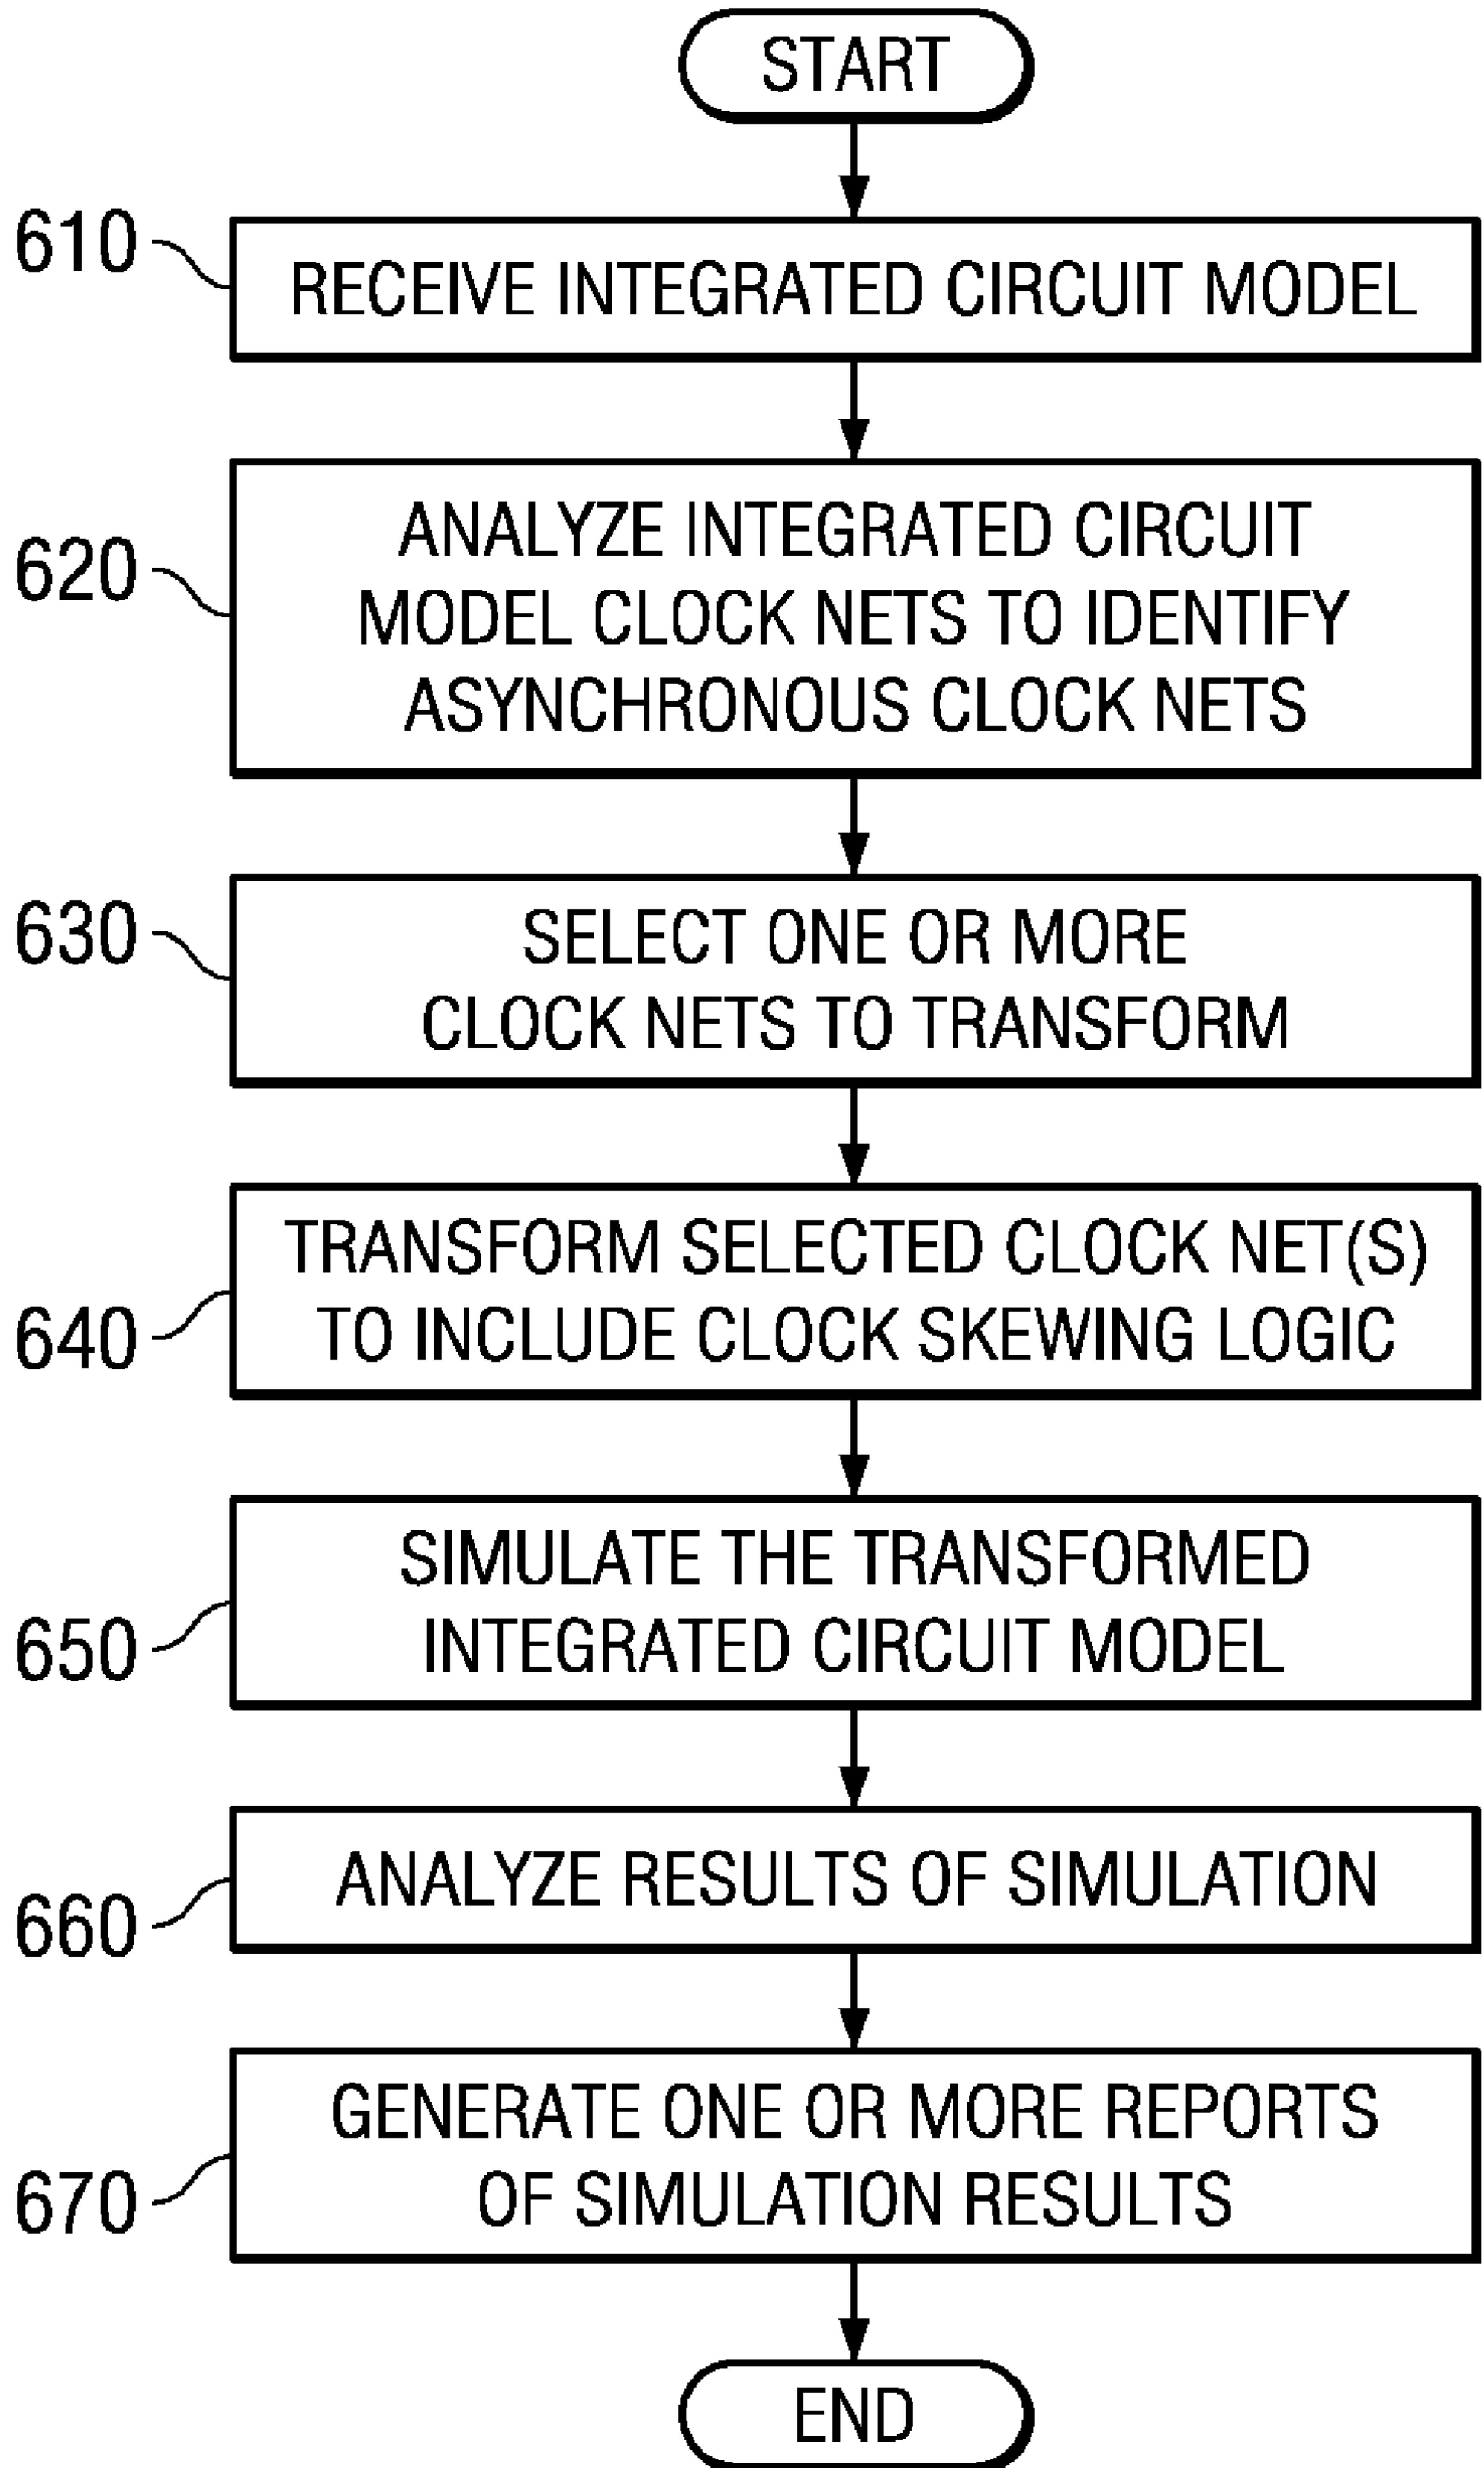 START
610
RECEIVE INTEGRATED CIRCUIT MODEL
620
ANALYZE INTEGRATED CIRCUIT
MODEL CLOCK NETS TO IDENTIFY
ASYNCHRONOUS CLOCK NETS
630
SELECT ONE OR MORE
CLOCK NETS TO TRANSFORM
640
TRANSFORM SELECTED CLOCK NET(S)
TO INCLUDE CLOCK SKEWING LOGIC
650
SIMULATE THE TRANSFORMED
INTEGRATED CIRCUIT MODEL
660
ANALYZE RESULTS OF SIMULATION
670
GENERATE ONE OR MORE REPORTS
OF SIMULATION RESULTS
END